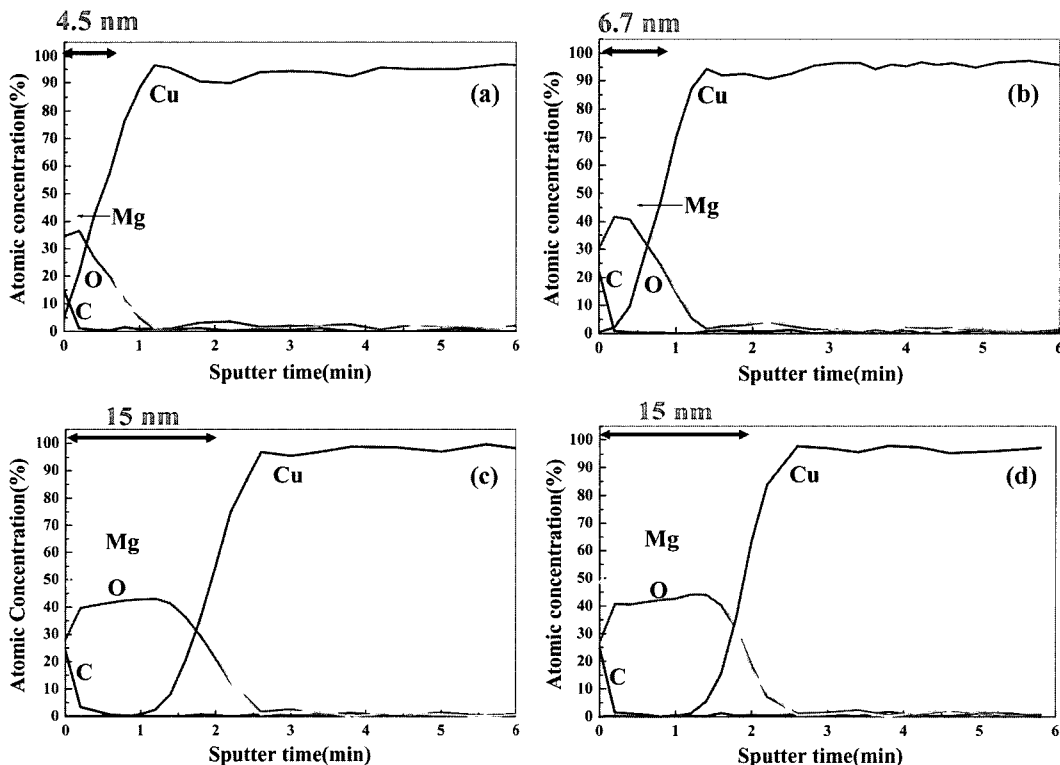 4.5 nm
100
90
80
70
60
50
40
30
20
10
0
Atomic concentration(%)
Cu
(a)
Mg
O
C
0 1 2 3 4 5 6
Sputter time(min)
6.7 nm
100
90
80
70
60
50
40
30
20
10
0
Atomic concentration(%)
Cu
(b)
Mg
C
O
0 1 2 3 4 5 6
Sputter time(min)
15 nm
100
90
80
70
60
50
40
30
20
10
0
Atomic Concentration(%)
Cu
(c)
Mg
O
C
0 1 2 3 4 5 6
Sputter time(min)
15 nm
100
90
80
70
60
50
40
30
20
10
0
Atomic concentration(%)
Cu
(d)
Mg
O
C
0 1 2 3 4 5 6
Sputter time(min)